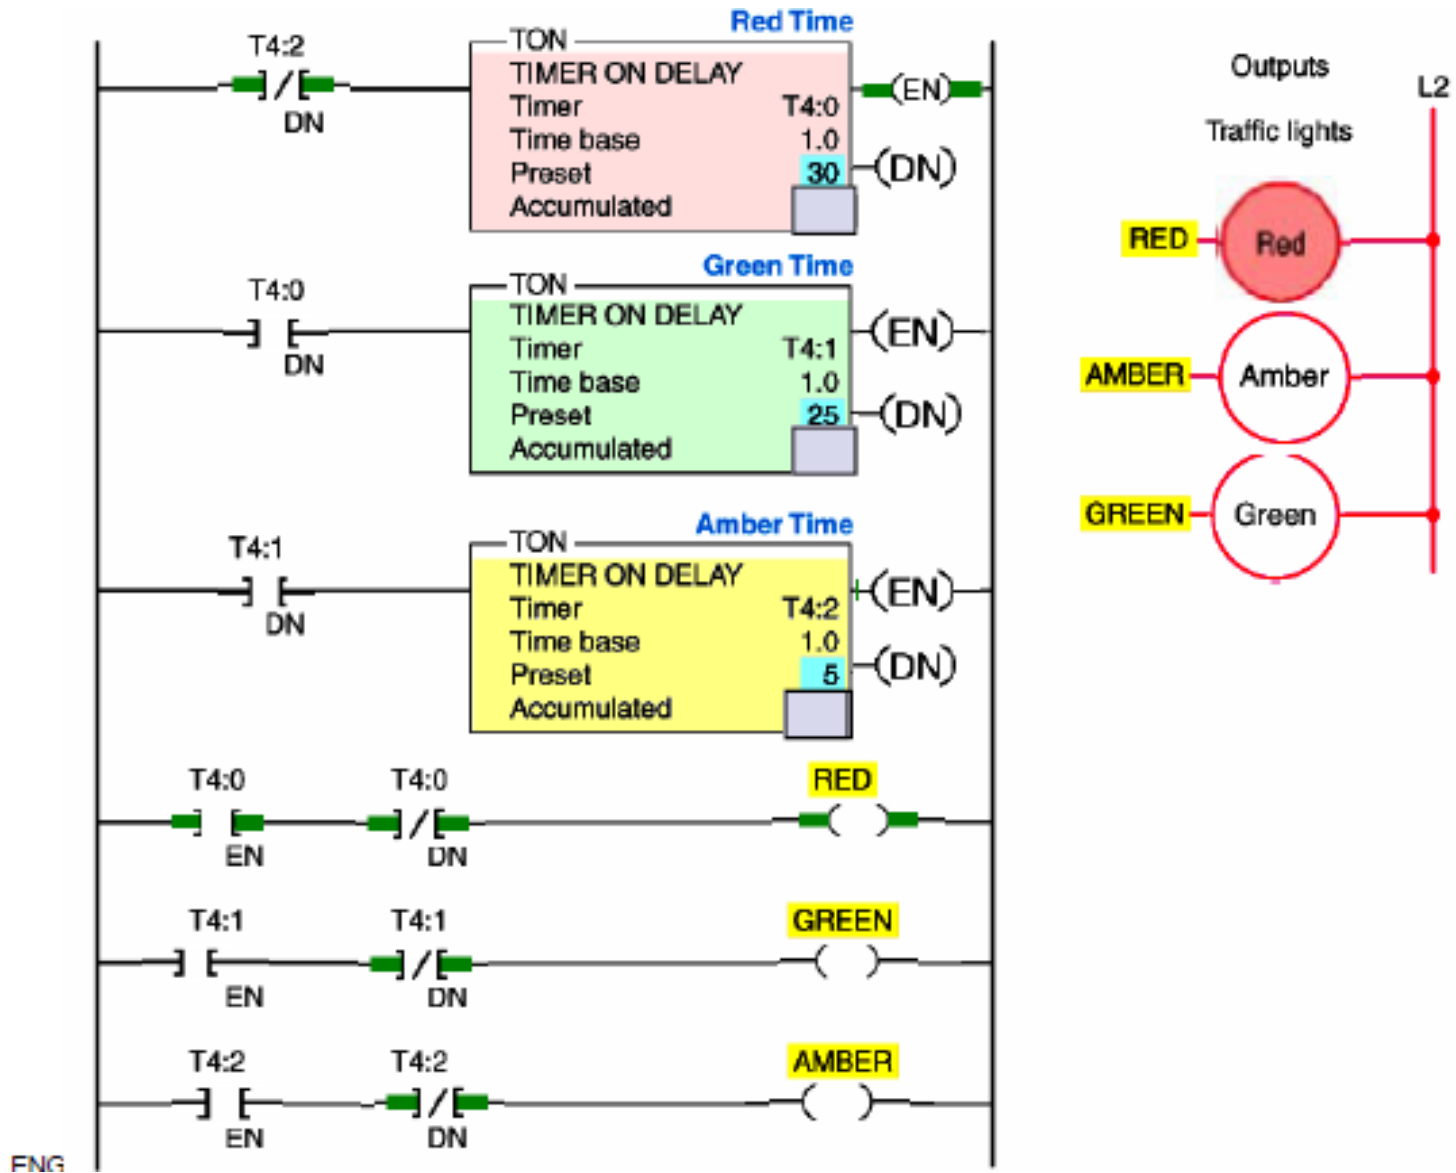 Red Time
T4:2
DN
TON
TIMER ON DELAY
Timer T4:0
Time base 1.0
Preset 30
Accumulated
(EN)
(DN)
Green Time
T4:0
DN
TON
TIMER ON DELAY
Timer T4:1
Time base 1.0
Preset 25
Accumulated
(EN)
(DN)
Amber Time
T4:1
DN
TON
TIMER ON DELAY
Timer T4:2
Time base 1.0
Preset 5
Accumulated
(EN)
(DN)
T4:0 T4:0 RED
EN DN
T4:1 T4:1 GREEN
EN DN
T4:2 T4:2 AMBER
EN DN
ENG
Outputs
L2
Traffic lights
RED Red
AMBER Amber
GREEN Green